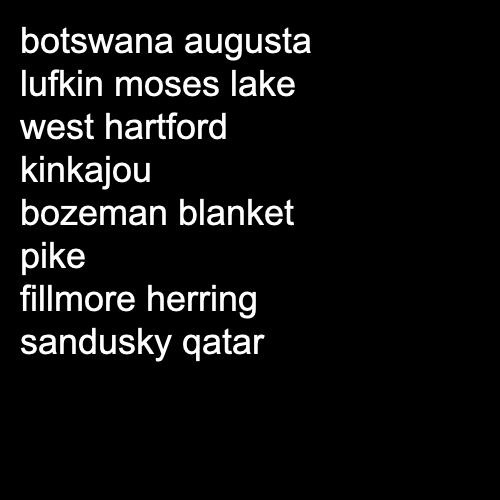 botswana augusta
lufkin moses lake
west hartford
kinkajou
bozeman blanket
pike
fillmore herring
sandusky qatar